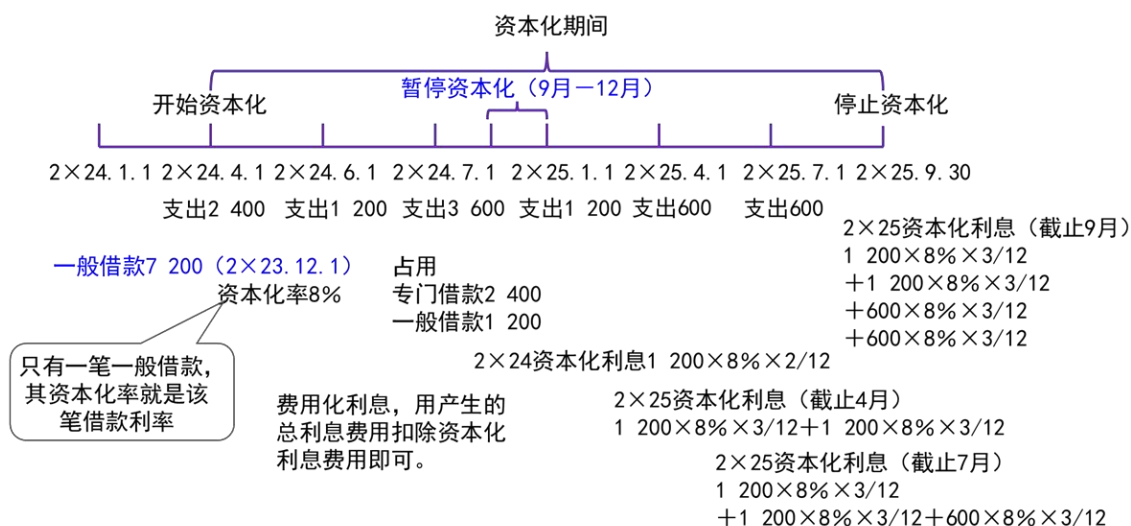 资本化期间
暂停资本化（9月－12月）
开始资本化
停止资本化
2×24.1.1 2×24.4.1 2×24.6.1 2×24.7.1 2×25.1.1 2×25.4.1 2×25.7.1 2×25.9.30
支出2 400 支出1 200 支出3 600 支出1 200 支出600 支出600
2×25资本化利息（截止9月）
1 200×8%×3/12
＋1 200×8%×3/12
＋600×8%×3/12
＋600×8%×3/12
一般借款7 200（2×23.12.1）
资本化率8%
占用
专门借款2 400
一般借款1 200
只有一笔一般借款，
其资本化率就是该
笔借款利率
2×24资本化利息1 200×8%×2/12
费用化利息，用产生的
总利息费用扣除资本化
利息费用即可。
2×25资本化利息（截止4月）
1 200×8%×3/12＋1 200×8%×3/12
2×25资本化利息（截止7月）
1 200×8%×3/12
＋1 200×8%×3/12＋600×8%×3/12